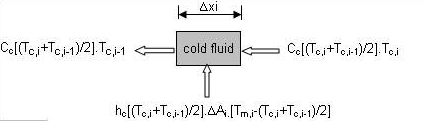 Δxi
Cc[(Tc,i+Tc,i-1)/2].Tc,i-1
cold fluid
Cc[(Tc,i+Tc,i-1)/2].Tc,i
hc[(Tc,i+Tc,i-1)/2].ΔAi.[Tm,i-(Tc,i+Tc,i-1)/2]